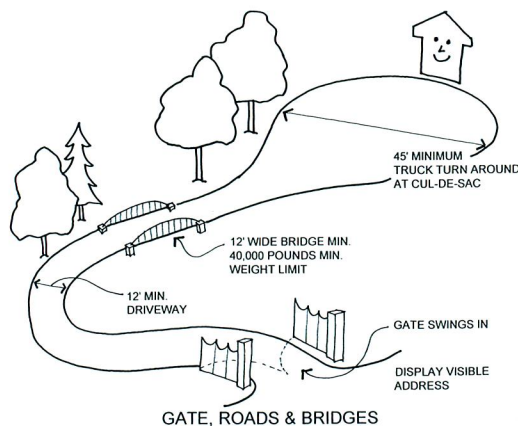 45' MINIMUM
TRUCK TURN AROUND
AT CUL-DE-SAC
12' WIDE BRIDGE MIN.
40,000 POUNDS MIN.
WEIGHT LIMIT
12' MIN.
DRIVEWAY
GATE SWINGS IN
DISPLAY VISIBLE
ADDRESS
GATE, ROADS & BRIDGES